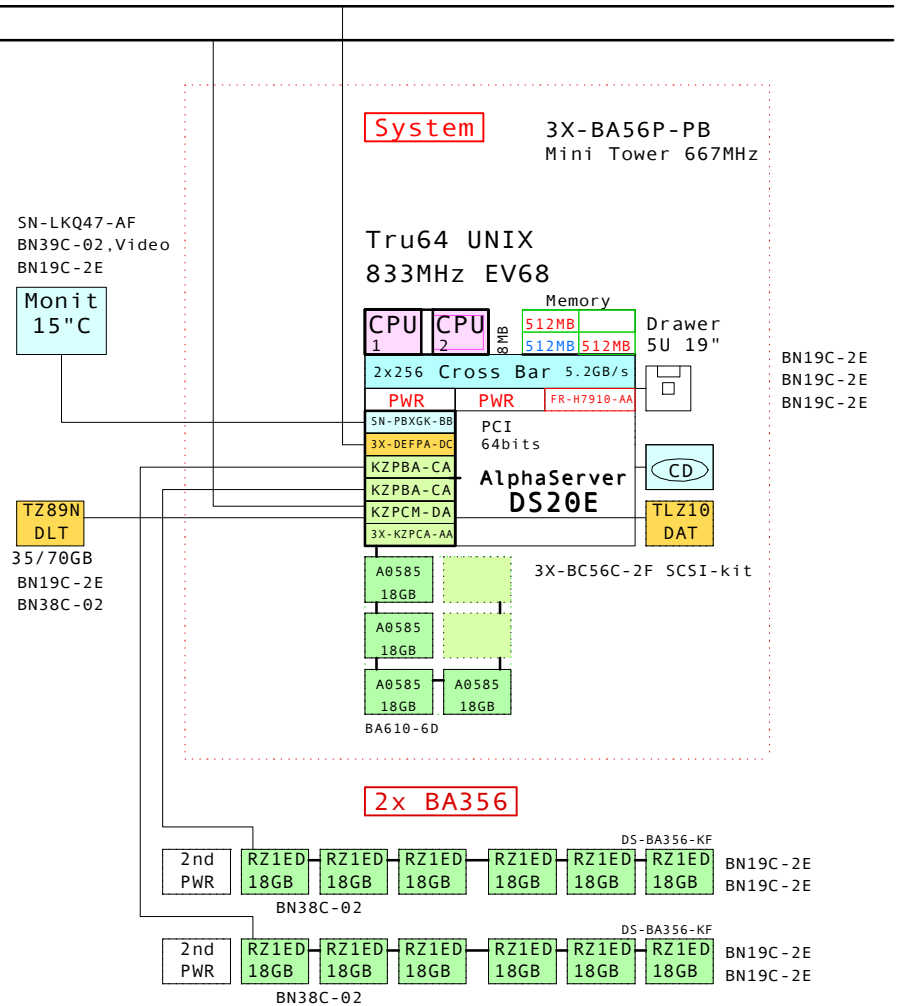 System
3X-BA56P-PB
Mini Tower 667MHz
SN-LKQ47-AF
BN39C-02,Video
BN19C-2E
Monit
15"C
Tru64 UNIX
833MHz EV68
CPU
1
CPU
2
8MB
Memory
512MB
512MB 512MB
Drawer
5U 19"
BN19C-2E
BN19C-2E
BN19C-2E
2x256 Cross Bar 5.2GB/s
PWR PWR FR-H7910-AA
SN-PBXGK-BB
3X-DEFPA-DC
KZPBA-CA
KZPBA-CA
KZPCM-DA
3X-KZPCA-AA
PCI
64bits
AlphaServer
DS20E
CD
TZ89N
DLT
35/70GB
BN19C-2E
BN38C-02
TLZ10
DAT
3X-BC56C-2F SCSI-kit
A0585
18GB
A0585
18GB
A0585
18GB
A0585
18GB
BA610-6D
2x BA356
DS-BA356-KF
2nd
PWR
RZ1ED RZ1ED RZ1ED RZ1ED RZ1ED RZ1ED
18GB 18GB 18GB 18GB 18GB 18GB
BN19C-2E
BN19C-2E
BN38C-02
DS-BA356-KF
2nd
PWR
RZ1ED RZ1ED RZ1ED RZ1ED RZ1ED RZ1ED
18GB 18GB 18GB 18GB 18GB 18GB
BN19C-2E
BN19C-2E
BN38C-02